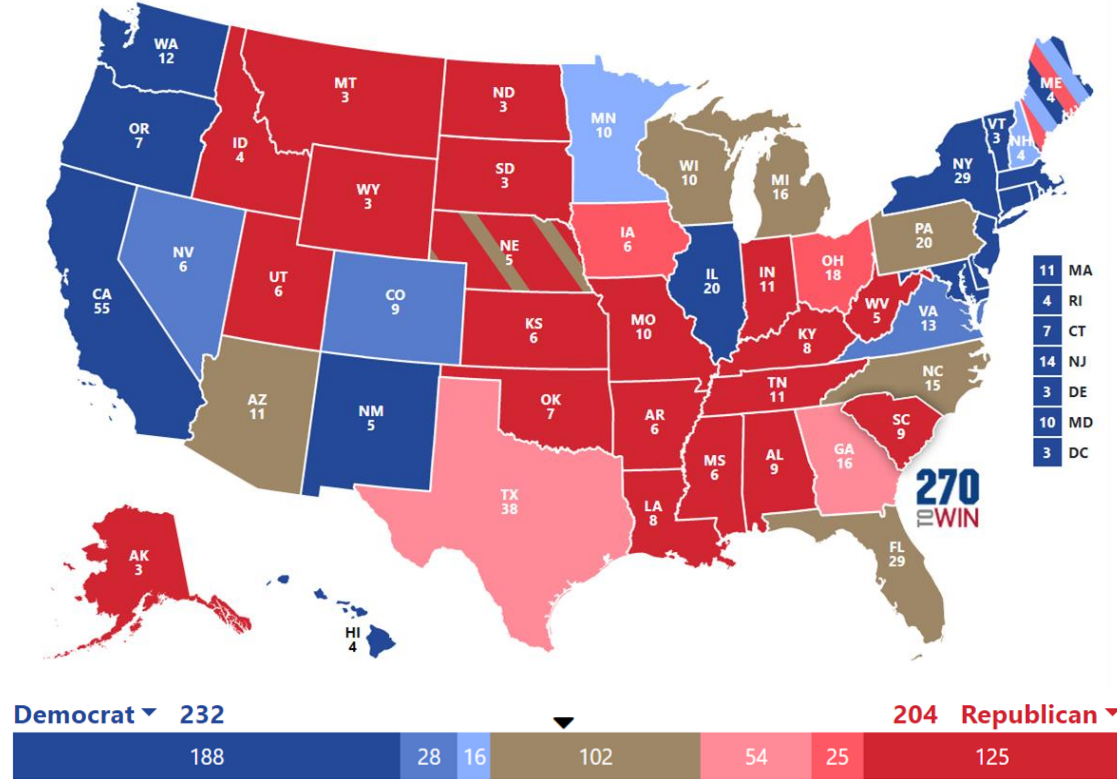 WA
12
OR
7
CA
55
NV
6
ID
4
MT
3
WY
3
UT
6
AZ
11
CO
9
NM
5
ND
3
SD
3
NE
5
KS
6
OK
7
TX
38
MN
10
IA
6
MO
10
AR
6
LA
8
WI
10
IL
20
MI
16
IN
11
OH
18
KY
8
TN
11
MS
6
AL
9
GA
16
FL
29
SC
9
NC
15
VA
13
WV
5
PA
20
NY
29
VT
3
NH
4
ME
4
AK
3
HI
4
11 MA
4 RI
7 CT
14 NJ
3 DE
10 MD
3 DC
270
TO WIN
Democrat 232
204 Republican
188 28 16 102 54 25 125